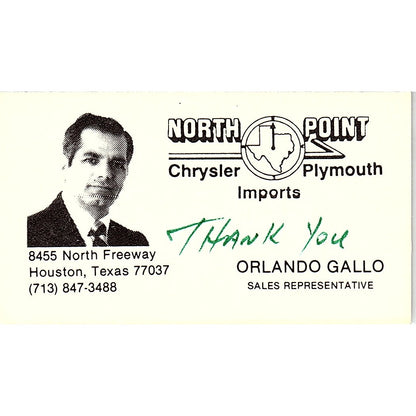 NORTH POINT
Chrysler Plymouth
Imports
THANK YOU
8455 North Freeway
Houston, Texas 77037
(713) 847-3488
ORLANDO GALLO
SALES REPRESENTATIVE